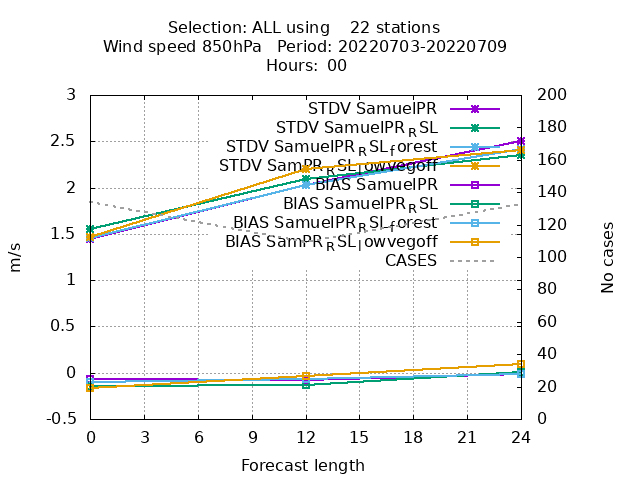 Selection: ALL using 22 stations
Wind speed 850hPa Period: 20220703-20220709
Hours: 00
STDV SamuelPR
STDV SamuelPR_RSL
STDV SamuelPR_RSL_forest
STDV SamPR_RSL_lowvegoff
BIAS SamuelPR
BIAS SamuelPR_RSL
BIAS SamuelPR_RSL_forest
BIAS SamPR_RSL_lowvegoff
CASES
3
2.5
2
1.5
1
0.5
0
-0.5
m/s
200
180
160
140
120
100
80
60
40
20
0
No cases
0 3 6 9 12 15 18 21 24
Forecast length